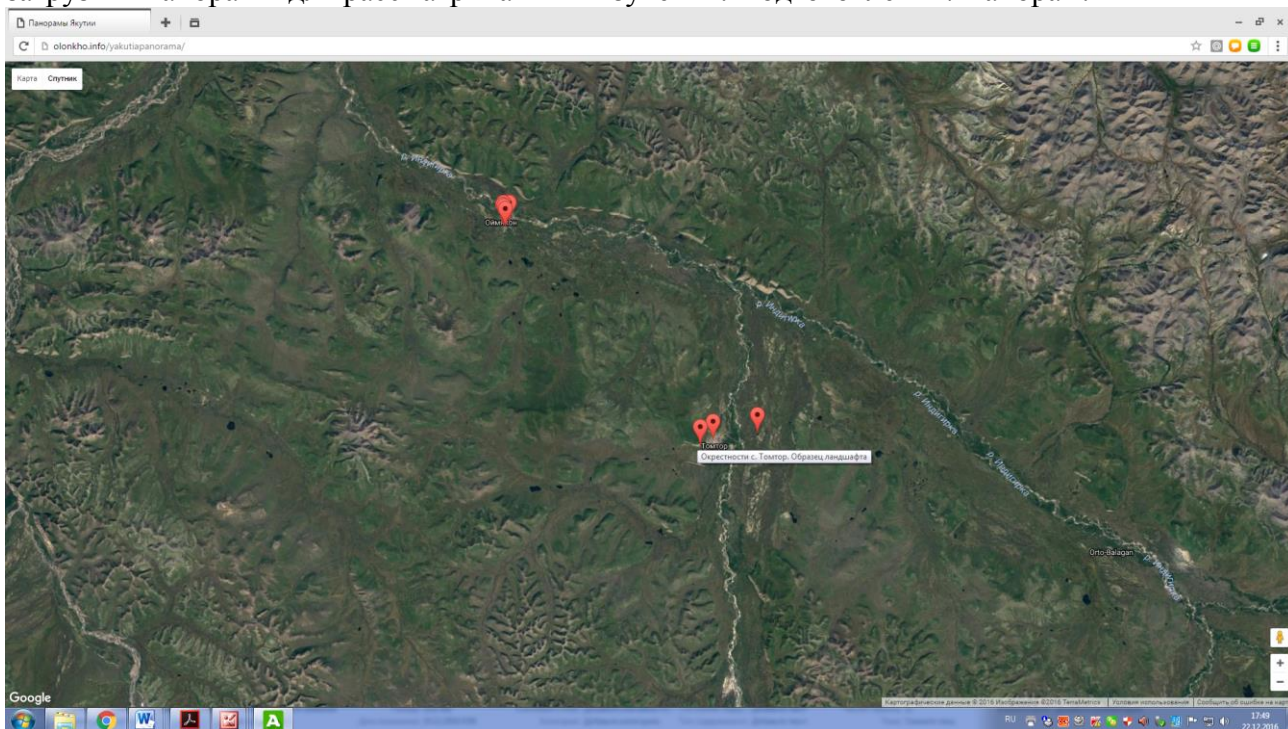 Панорамы Якутии
olonkho.info/yakutiapanorama/
Карта Спутник
р. Индигирка
Оймякон
р. Индигирка
р. Индигирка
Томтор
Окрестности с. Томтор. Образец ландшафта
р. Индигирка
Orto-Balagan
р. Индигирка
Google
Картографические данные © 2016 Изображения ©2016 TerraMetrics Условия использования Сообщить об ошибке на карте
RU 17:49
22.12.2016